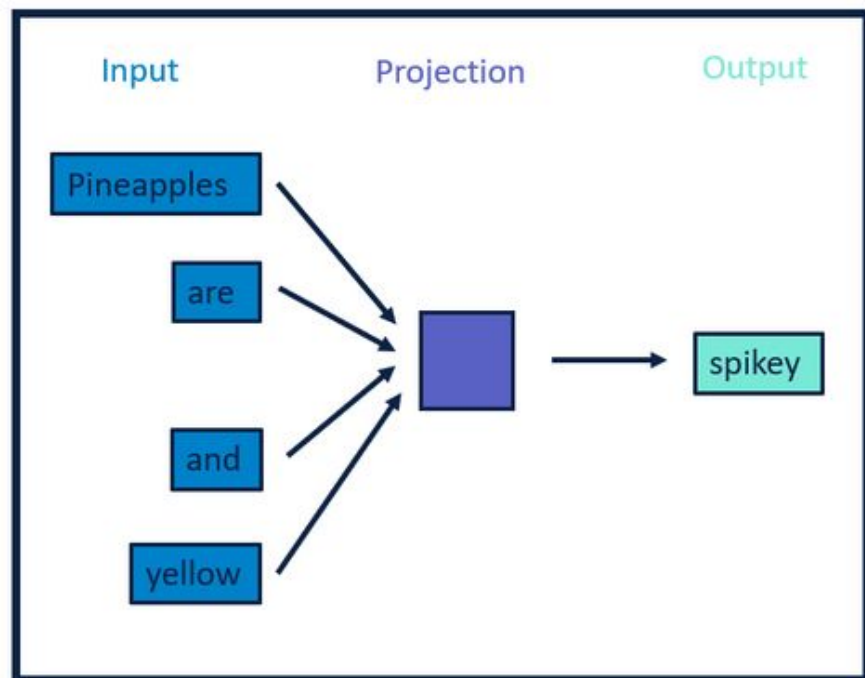 Input Projection Output
Pineapples
are
spikey
and
yellow